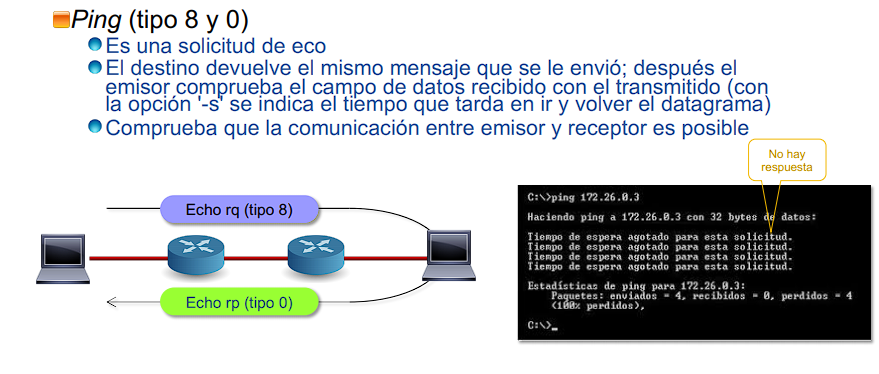 Ping (tipo 8 y 0)
Es una solicitud de eco
El destino devuelve el mismo mensaje que se le envió; después el
emisor comprueba el campo de datos recibido con el transmitido (con
la opción '-s' se indica el tiempo que tarda en ir y volver el datagrama)
Comprueba que la comunicación entre emisor y receptor es posible
No hay
respuesta
Echo rq (tipo 8)
Echo rp (tipo 0)
C:\>ping 172.26.0.3
Haciendo ping a 172.26.0.3 con 32 bytes de datos:
Tiempo de espera agotado para esta solicitud.
Tiempo de espera agotado para esta solicitud.
Tiempo de espera agotado para esta solicitud.
Tiempo de espera agotado para esta solicitud.
Estadísticas de ping para 172.26.0.3:
Paquetes: enviados = 4, recibidos = 0, perdidos = 4
(100% perdidos),
C:\>_